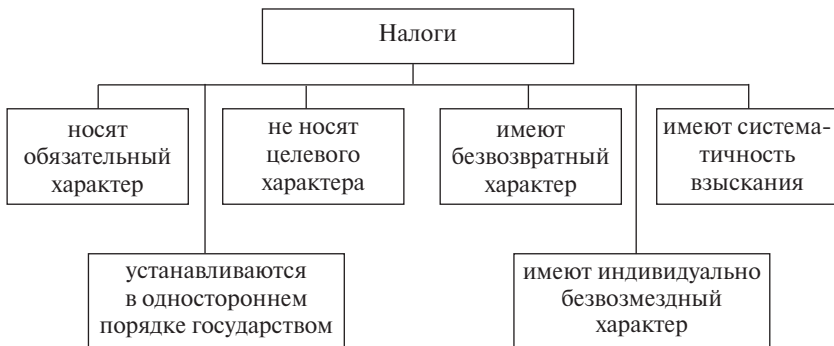 Налоги
носят
обязательный
характер
не носят
целевого
характера
имеют
безвозвратный
характер
имеют система-
тичность
взыскания
устанавливаются
в одностороннем
порядке государством
имеют индивидуально
безвозмездный
характер